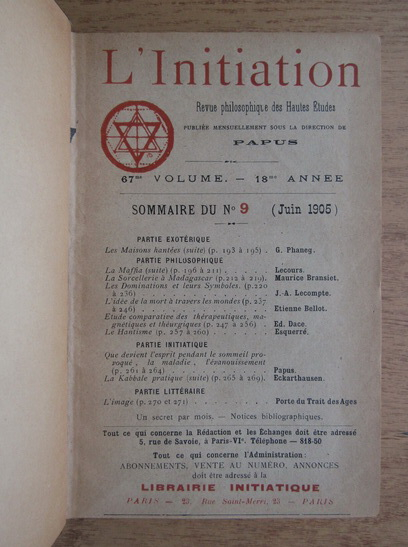 L'Initiation
Revue philosophique des Hautes Études
PUBLIÉE MENSUELLEMENT SOUS LA DIRECTION DE
PAPUS
67me VOLUME. — 18me ANNÉE
SOMMAIRE DU No 9 (Juin 1905)
PARTIE EXOTÉRIQUE
Les Maisons hantées (suite) (p. 193 à 195) . G. Phaneg.
PARTIE PHILOSOPHIQUE
La Maffia (suite) (p. 196 à 211) . . . . . Lecours.
La Sorcellerie à Madagascar (p. 212 à 219). Maurice Bransiet.
Les Dominations et leurs Symboles. (p. 220
à 236) . . . . . . . . . . . J.-A. Lecompte.
L'idée de la mort à travers les mondes (p. 237
à 246) . . . . . . . . . . . Etienne Bellot.
Etude comparative des thérapeutiques, ma-
gnétiques et théurgiques (p. 247 à 256) . Ed. Dace.
Le Hantisme (p. 257 à 260) . . . . . . . Esquerré.
PARTIE INITIATIQUE
Que devient l'esprit pendant le sommeil pro-
voqué, la maladie, l'évanouissement
(p. 261 à 264) . . . . . . . . . Papus.
La Kabbale pratique (suite) (p. 265 à 269). Eckarthausen.
PARTIE LITTÉRAIRE
L'image (p. 270 et 271) . . . . . . . . Porte du Trait des Ages
Un secret par mois. — Notices bibliographiques.
Tout ce qui concerne la Rédaction et les Échanges doit être adressé
5, rue de Savoie, à Paris-VIe. Téléphone — 818-50
Tout ce qui concerne l'Administration:
ABONNEMENTS, VENTE AU NUMÉRO, ANNONCES
doit être adressé à la
LIBRAIRIE INITIATIQUE
PARIS — 23, Rue Saint-Merri, 23 — PARIS